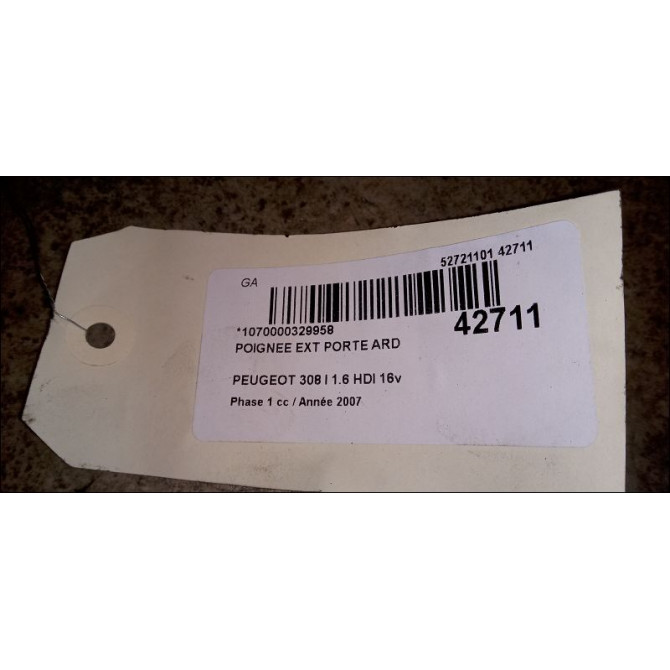 52721101 42711
GA
*1070000329958
42711
POIGNEE EXT PORTE ARD
PEUGEOT 308 I 1.6 HDI 16v
Phase 1 cc / Année 2007